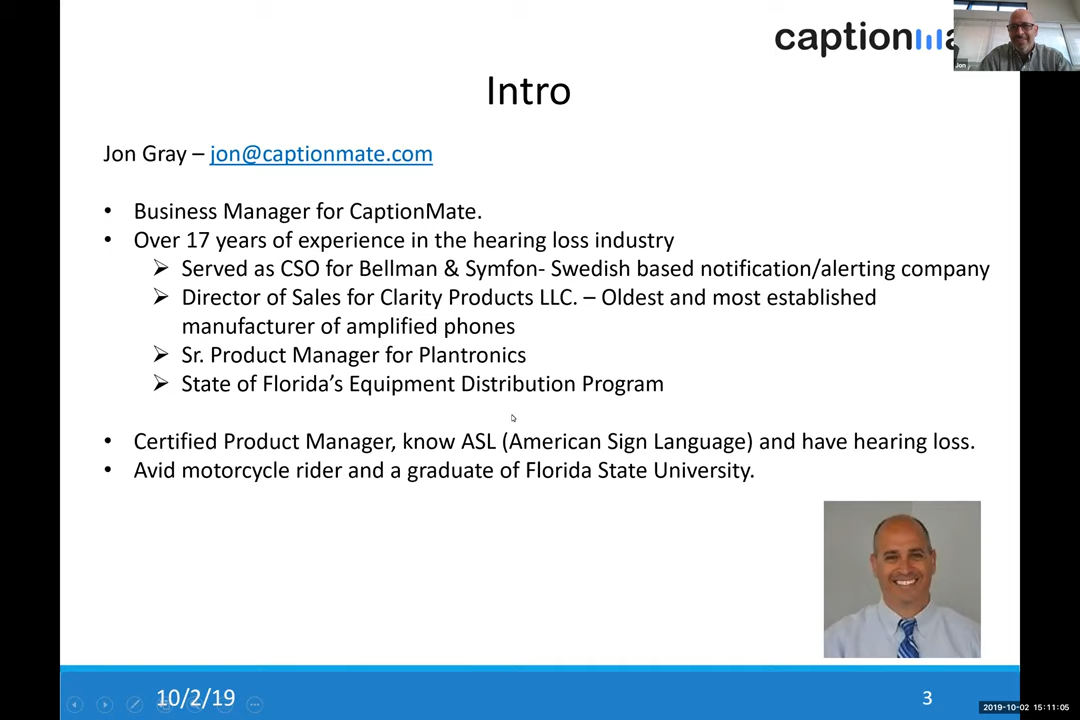 captionma
Jon
Intro
Jon Gray – jon@captionmate.com
• Business Manager for CaptionMate.
• Over 17 years of experience in the hearing loss industry
➢ Served as CSO for Bellman & Symfon- Swedish based notification/alerting company
➢ Director of Sales for Clarity Products LLC. – Oldest and most established
manufacturer of amplified phones
➢ Sr. Product Manager for Plantronics
➢ State of Florida’s Equipment Distribution Program
• Certified Product Manager, know ASL (American Sign Language) and have hearing loss.
• Avid motorcycle rider and a graduate of Florida State University.
10/2/19
3
2019-10-02 15:11:05